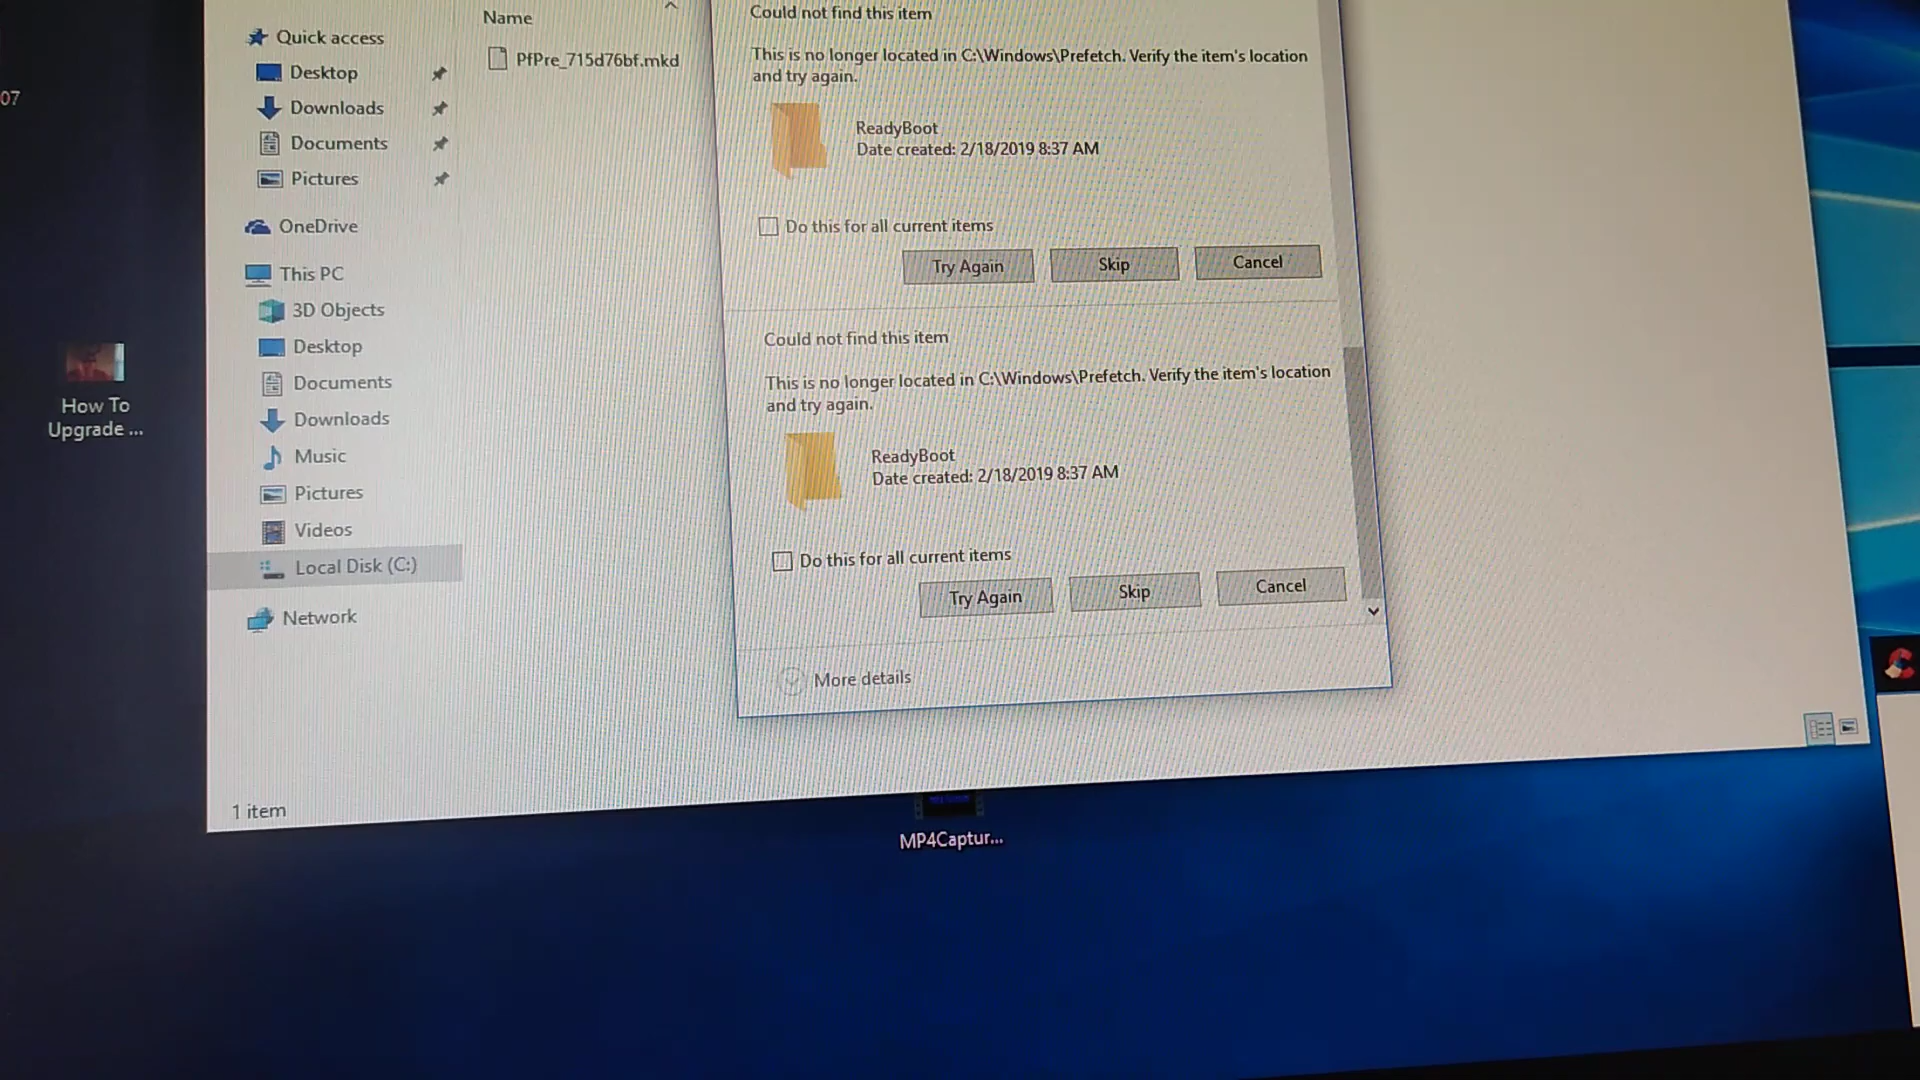 07
How To
Upgrade ...
Quick access
Desktop
Downloads
Documents
Pictures
OneDrive
This PC
3D Objects
Desktop
Documents
Downloads
Music
Pictures
Videos
Local Disk (C:)
Network
1 item
Name
PfPre_715d76bf.mkd
Could not find this item
This is no longer located in C:\Windows\Prefetch. Verify the item's location
and try again.
ReadyBoot
Date created: 2/18/2019 8:37 AM
Do this for all current items
Try Again
Skip
Cancel
Could not find this item
This is no longer located in C:\Windows\Prefetch. Verify the item's location
and try again.
ReadyBoot
Date created: 2/18/2019 8:37 AM
Do this for all current items
Try Again
Skip
Cancel
More details
MP4Captur...